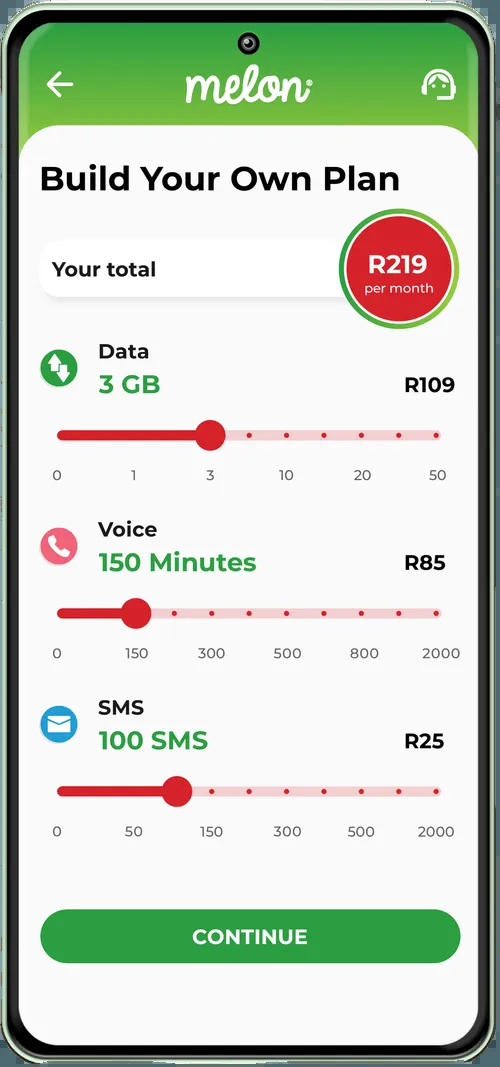 melon®
Build Your Own Plan
Your total
R219
per month
Data
3 GB
R109
0 1 3 10 20 50
Voice
150 Minutes
R85
0 150 300 500 800 2000
SMS
100 SMS
R25
0 50 150 300 500 2000
CONTINUE